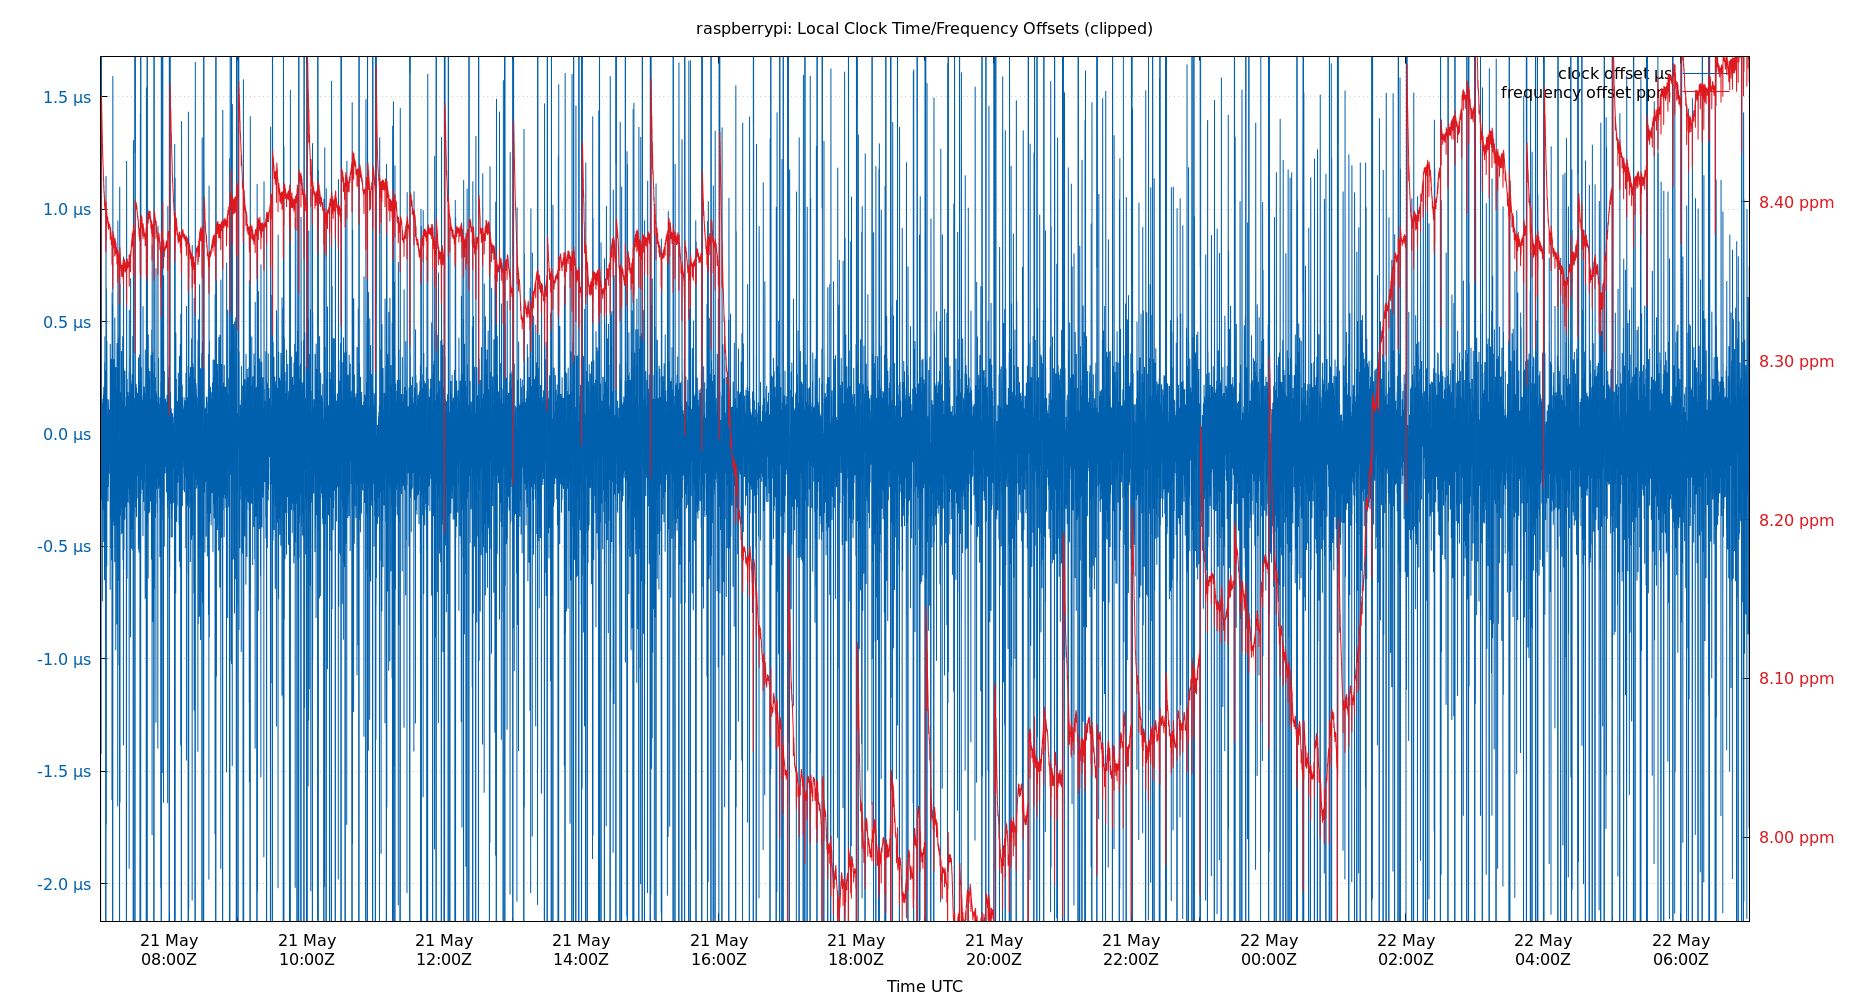 raspberrypi: Local Clock Time/Frequency Offsets (clipped)
clock offset µs
frequency offset ppm
1.5 µs
1.0 µs
0.5 µs
0.0 µs
-0.5 µs
-1.0 µs
-1.5 µs
-2.0 µs
8.40 ppm
8.30 ppm
8.20 ppm
8.10 ppm
8.00 ppm
21 May 21 May 21 May 21 May 21 May 21 May 21 May 21 May 22 May 22 May 22 May 22 May
08:00Z 10:00Z 12:00Z 14:00Z 16:00Z 18:00Z 20:00Z 22:00Z 00:00Z 02:00Z 04:00Z 06:00Z
Time UTC